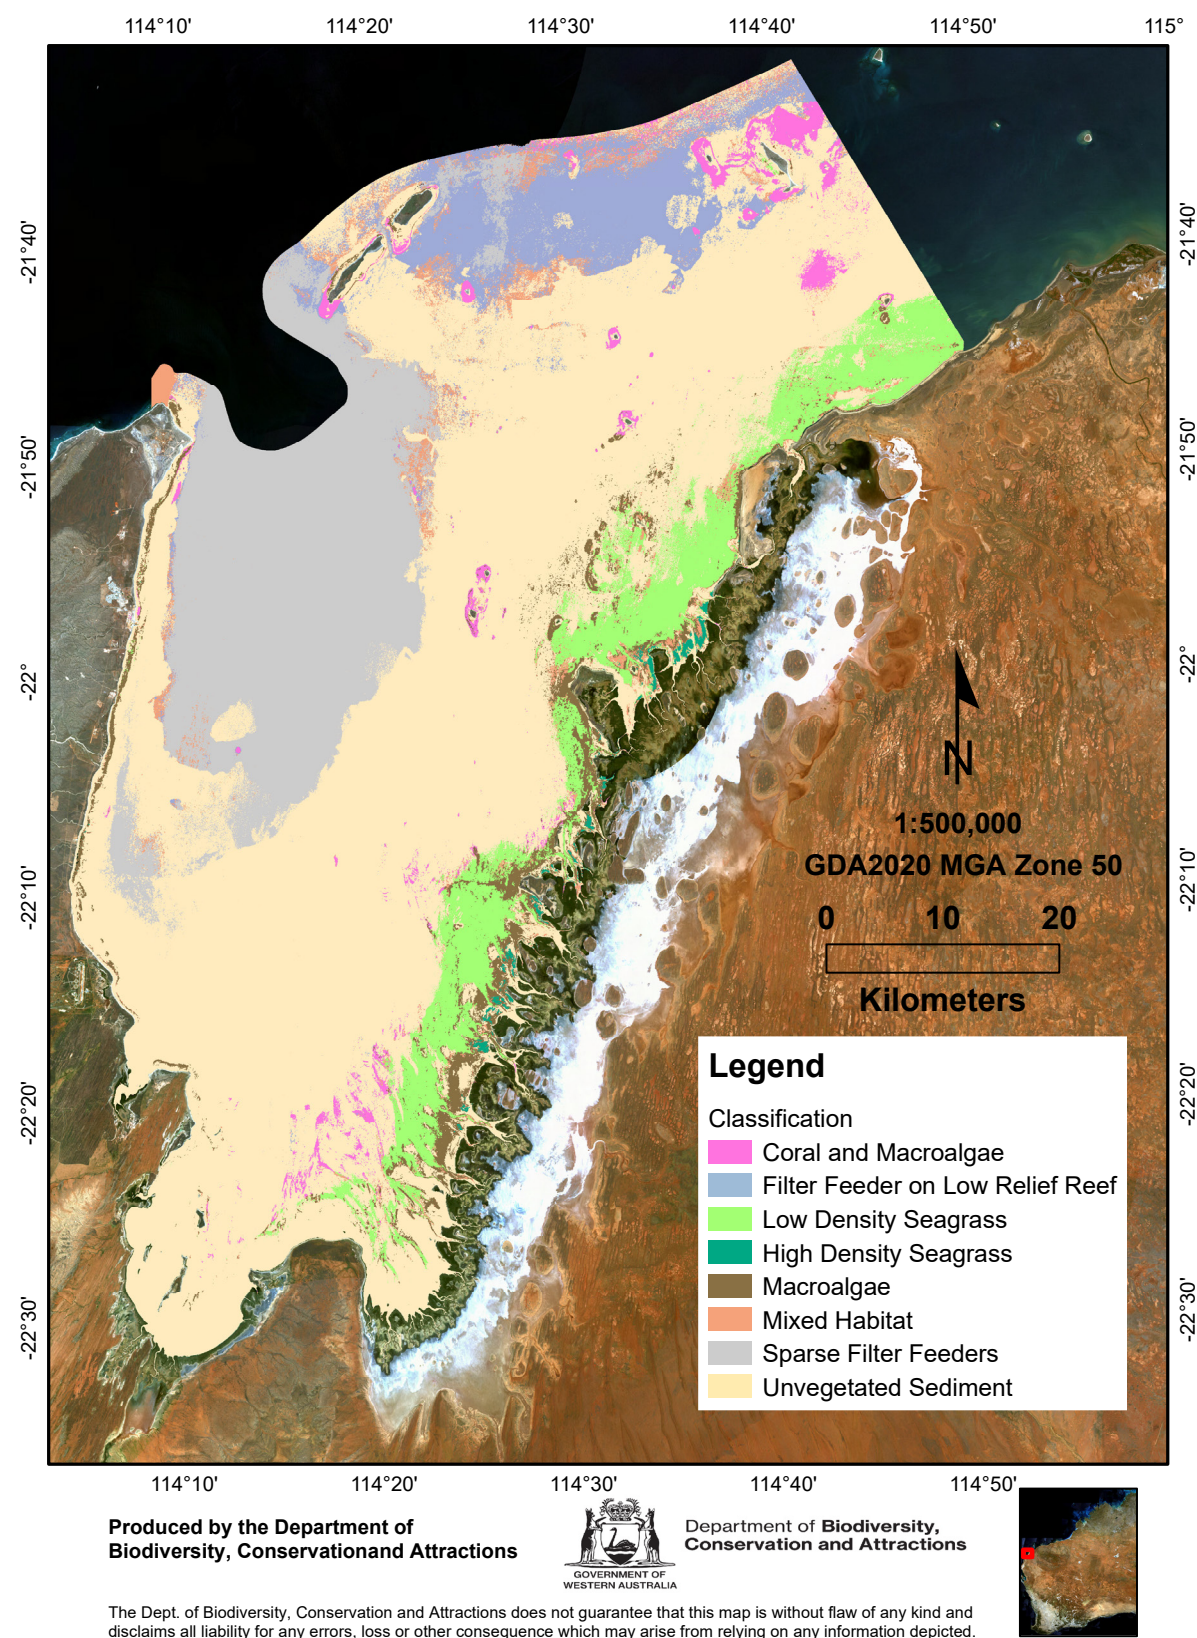 114°10'
114°20'
114°30'
114°40'
114°50'
115°
-21°40'
-21°40'
-21°50'
-21°50'
-22°
-22°
N
1:500,000
GDA2020 MGA Zone 50
-22°10'
-22°10'
0 10 20
Kilometers
Legend
Classification
Coral and Macroalgae
Filter Feeder on Low Relief Reef
Low Density Seagrass
High Density Seagrass
Macroalgae
Mixed Habitat
Sparse Filter Feeders
Unvegetated Sediment
-22°20'
-22°20'
-22°30'
-22°30'
114°10'
114°20'
114°30'
114°40'
114°50'
Produced by the Department of
Biodiversity, Conservationand Attractions
GOVERNMENT OF
WESTERN AUSTRALIA
Department of Biodiversity,
Conservation and Attractions
The Dept. of Biodiversity, Conservation and Attractions does not guarantee that this map is without flaw of any kind and
disclaims all liability for any errors, loss or other consequence which may arise from relying on any information depicted.